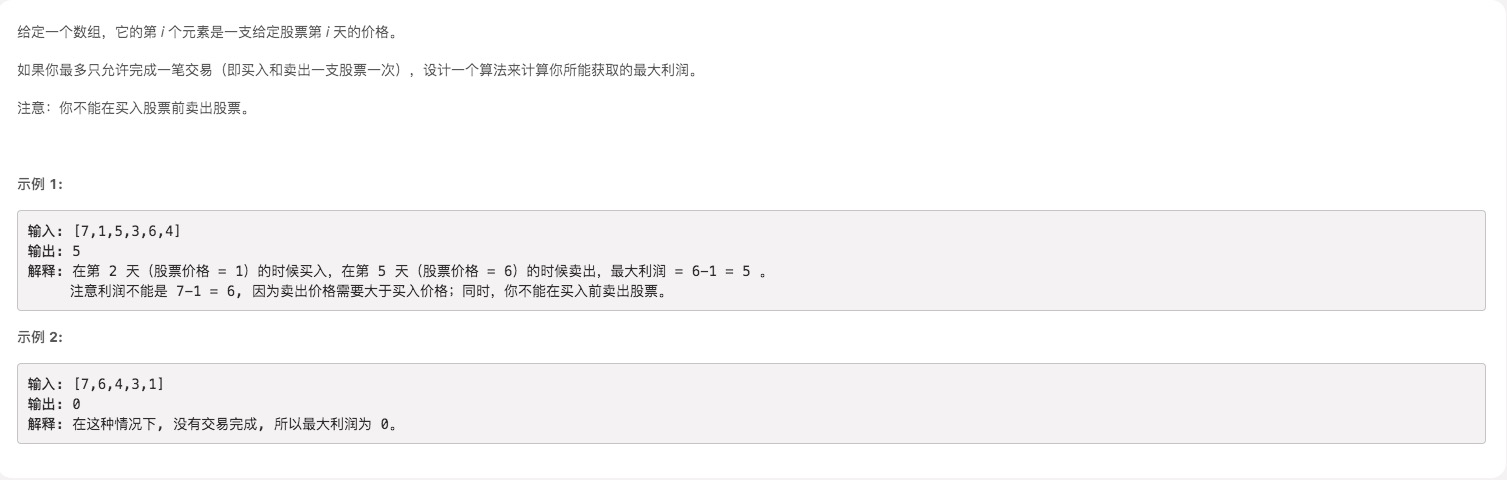 给定一个数组，它的第 i 个元素是一支给定股票第 i 天的价格。
如果你最多只允许完成一笔交易（即买入和卖出一支股票一次），设计一个算法来计算你所能获取的最大利润。
注意：你不能在买入股票前卖出股票。
示例 1:
输入: [7,1,5,3,6,4]
输出: 5
解释: 在第 2 天（股票价格 = 1）的时候买入，在第 5 天（股票价格 = 6）的时候卖出，最大利润 = 6-1 = 5 。
注意利润不能是 7-1 = 6, 因为卖出价格需要大于买入价格；同时，你不能在买入前卖出股票。
示例 2:
输入: [7,6,4,3,1]
输出: 0
解释: 在这种情况下, 没有交易完成, 所以最大利润为 0。